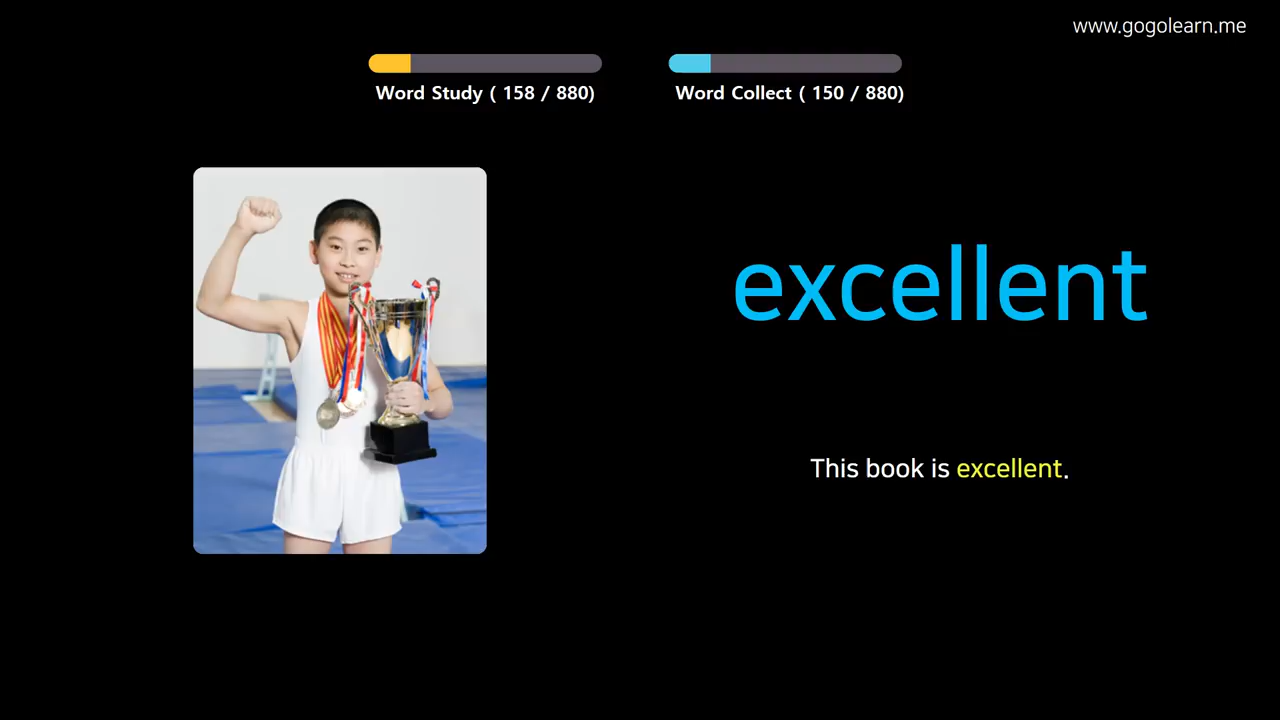 www.gogolearn.me
Word Study ( 158 / 880)
Word Collect ( 150 / 880)
excellent
This book is excellent.